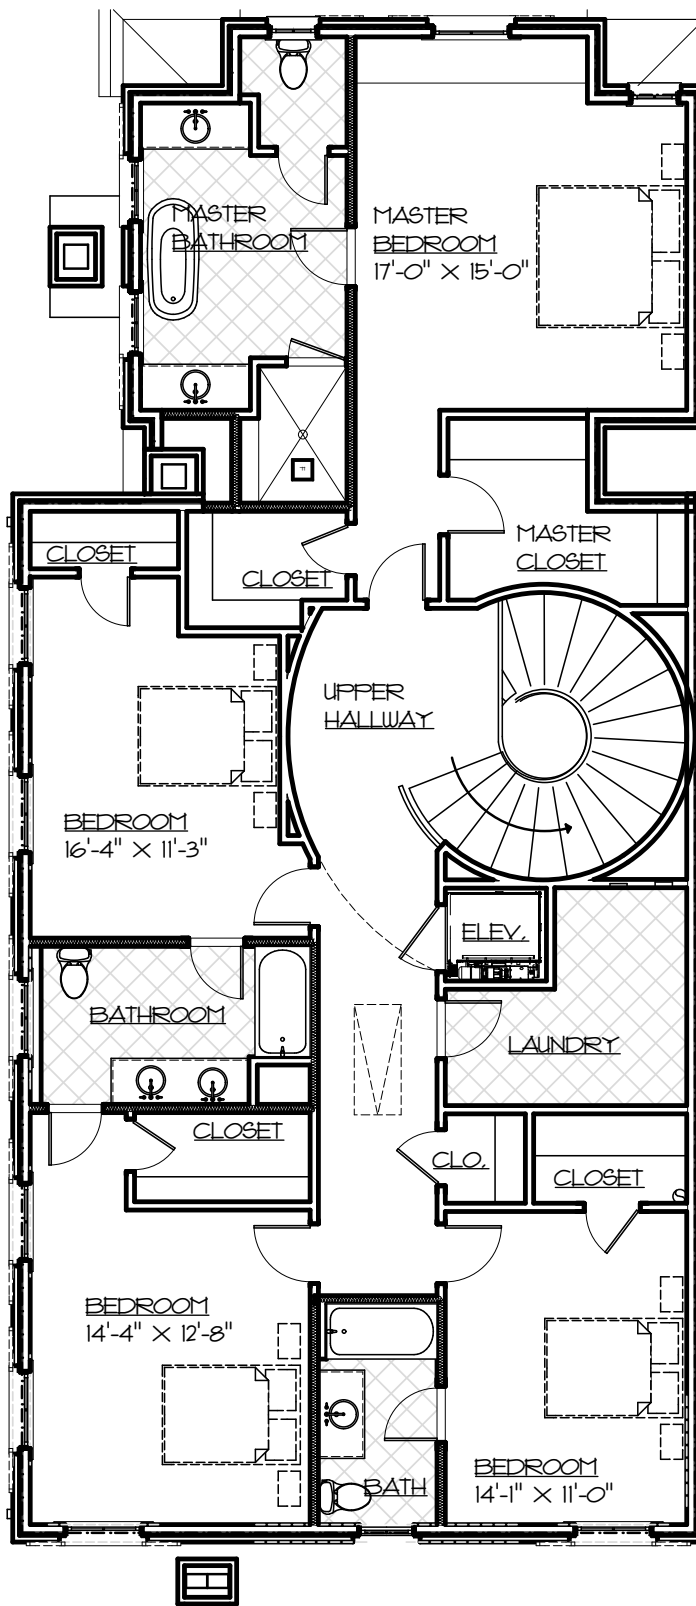 MASTER
BATHROOM
MASTER
BEDROOM
17'-0" X 15'-0"
F
MASTER
CLOSET
CLOSET
CLOSET
UPPER
HALLWAY
BEDROOM
16'-4" X 11'-3"
ELEV.
BATHROOM
LAUNDRY
CLOSET
CLO.
CLOSET
BEDROOM
14'-4" X 12'-8"
BATH
BEDROOM
14'-1" X 11'-0"